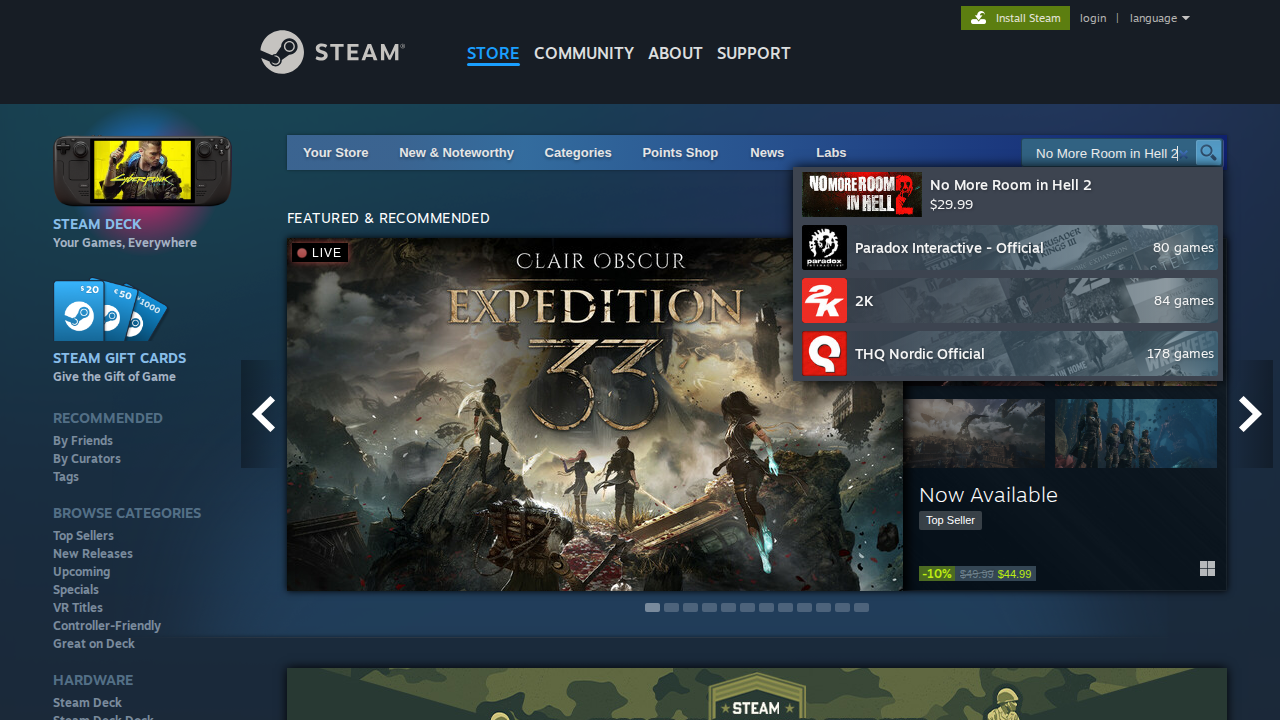 Install Steam
login | language
STEAM®
STORE COMMUNITY ABOUT SUPPORT
Your Store New & Noteworthy Categories Points Shop News Labs
No More Room in Hell 2
NO MORE ROOM IN HELL 2
No More Room in Hell 2
$29.99
paradox
INTERACTIVE
Paradox Interactive - Official
80 games
2K
2K
84 games
THQ Nordic Official
178 games
CYBERPUNK
STEAM DECK
Your Games, Everywhere
$20
€50
$1000
STEAM GIFT CARDS
Give the Gift of Game
RECOMMENDED
By Friends
By Curators
Tags
BROWSE CATEGORIES
Top Sellers
New Releases
Upcoming
Specials
VR Titles
Controller-Friendly
Great on Deck
HARDWARE
Steam Deck
Steam Deck Dock
FEATURED & RECOMMENDED
LIVE
CLAIR OBSCUR
EXPEDITION
33
Now Available
Top Seller
-10% $49.99 $44.99
STEAM